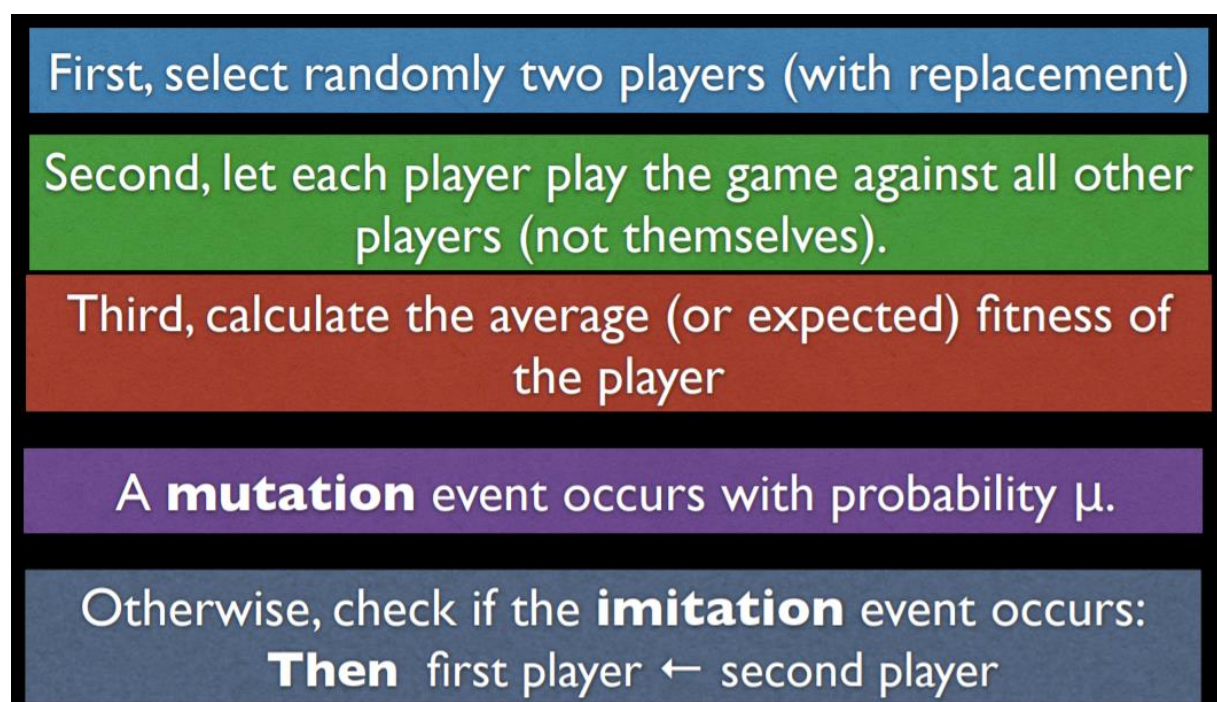 First, select randomly two players (with replacement)
Second, let each player play the game against all other
players (not themselves).
Third, calculate the average (or expected) fitness of
the player
A mutation event occurs with probability μ.
Otherwise, check if the imitation event occurs:
Then first player ← second player